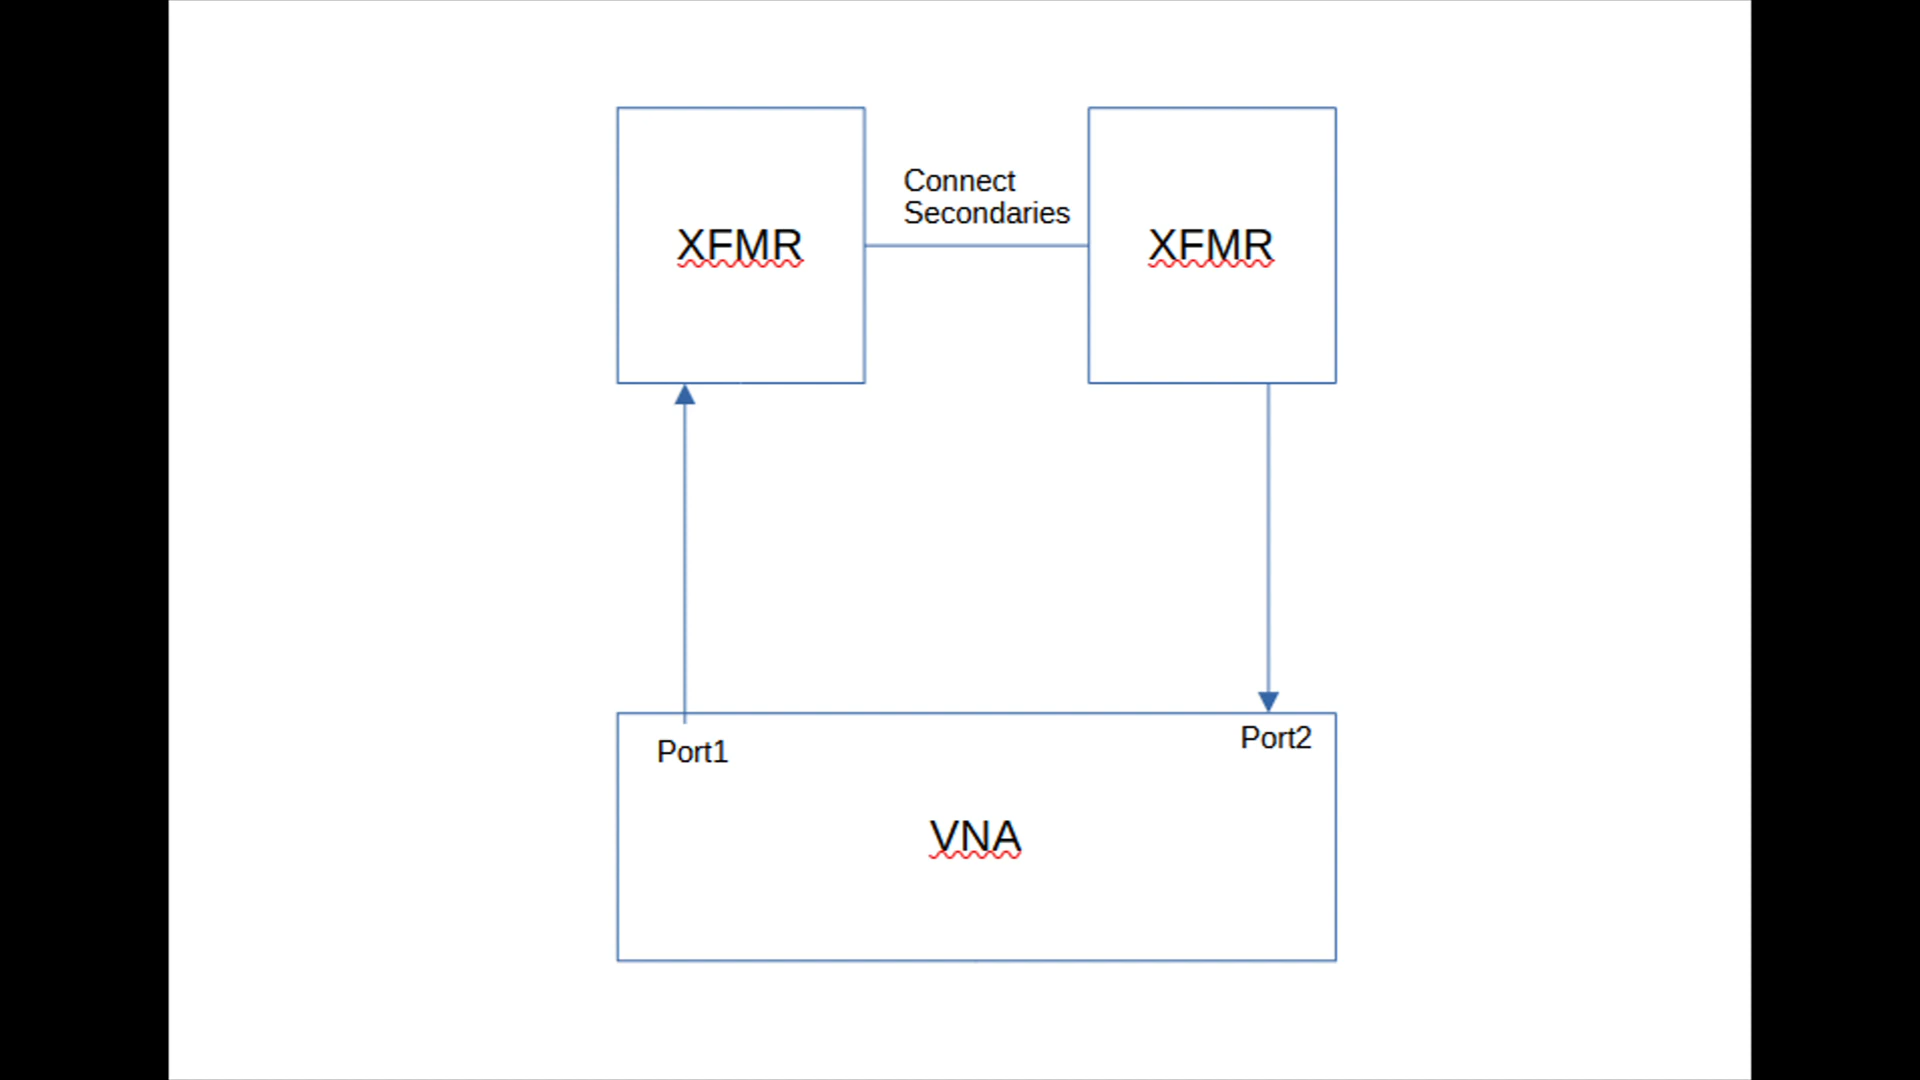 Connect
Secondaries
XFMR
XFMR
Port1
Port2
VNA